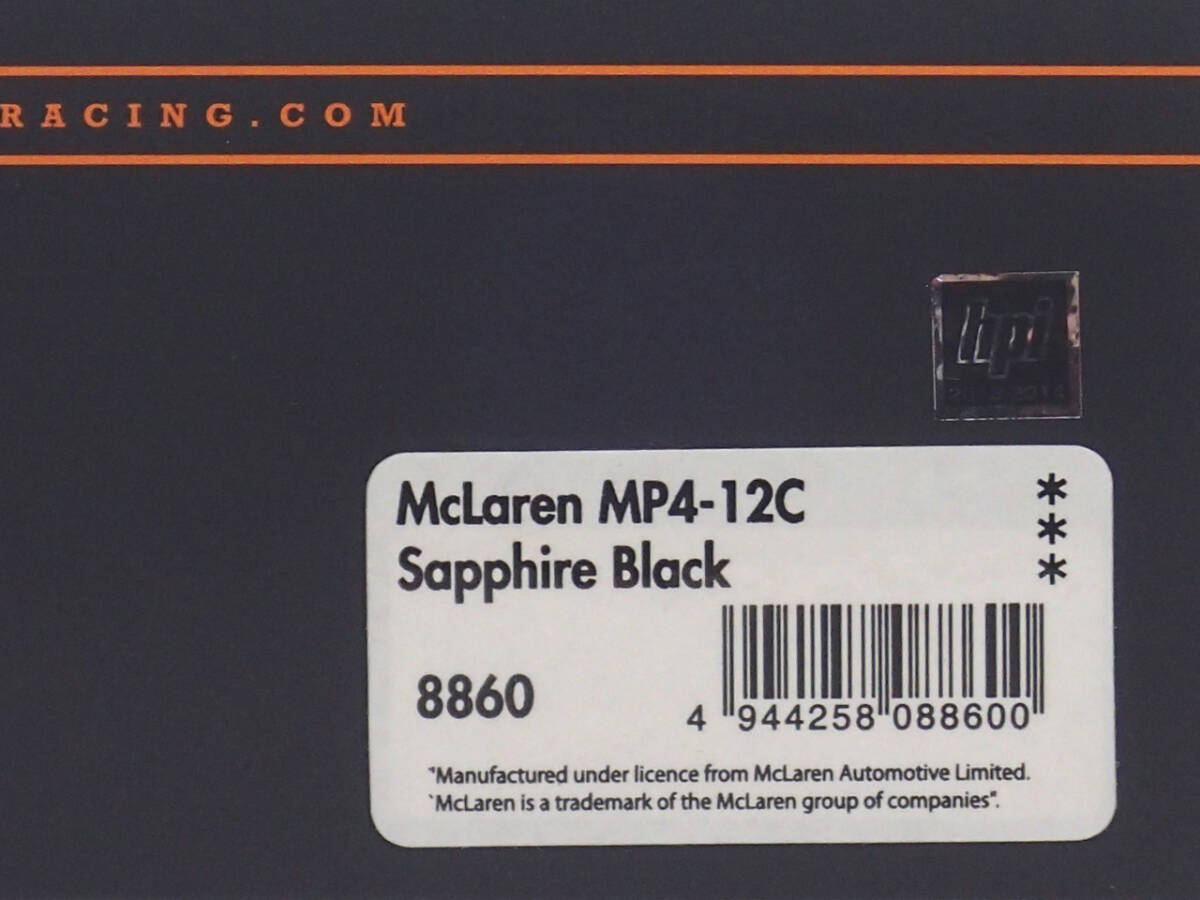 RACING.COM
hpi
McLaren MP4-12C
Sapphire Black
***
8860
4 944258 088600
"Manufactured under licence from McLaren Automotive Limited.
`McLaren is a trademark of the McLaren group of companies".